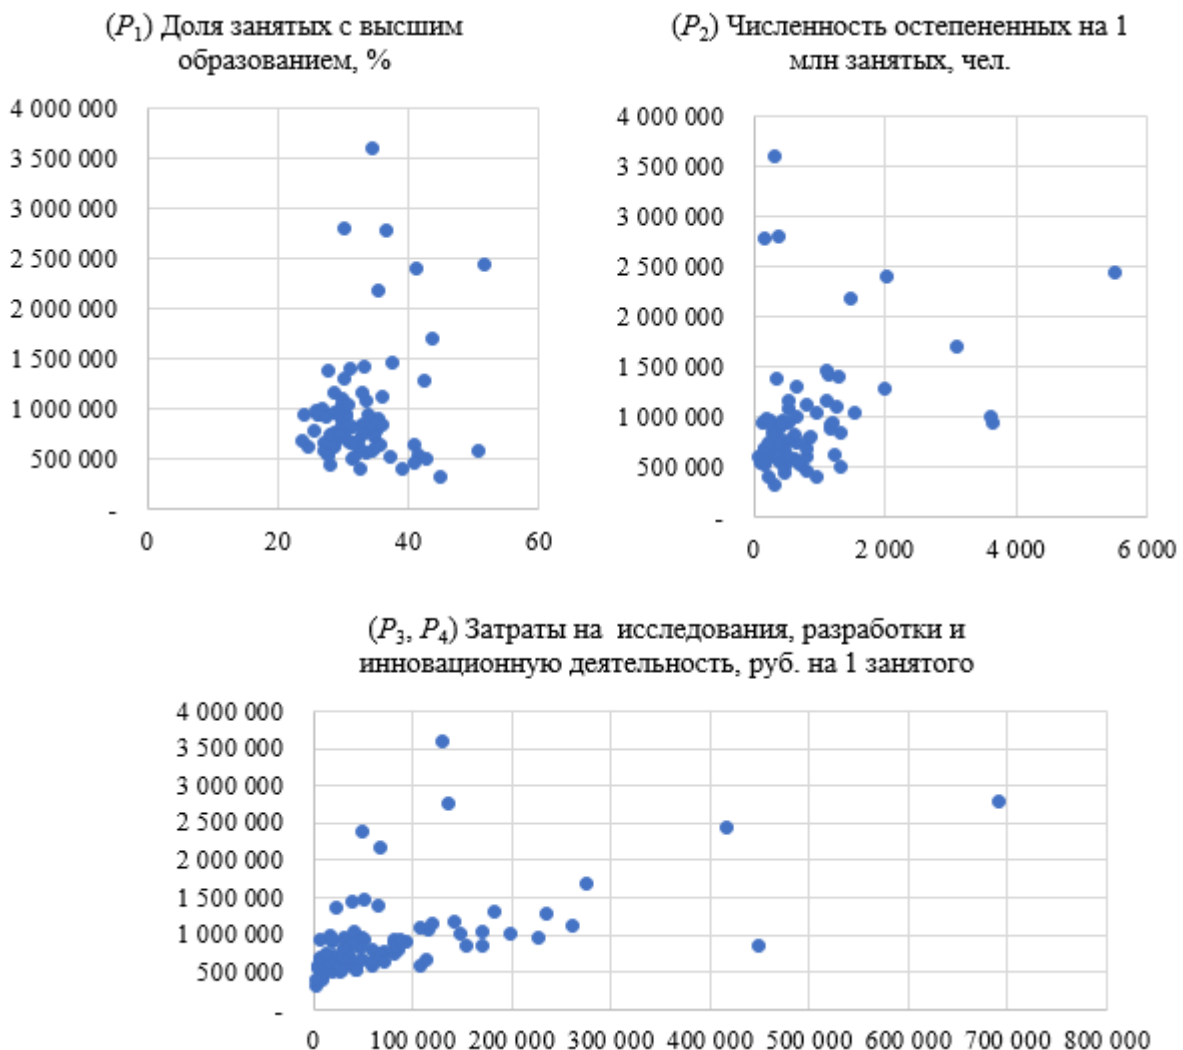 (P₁) Доля занятых с высшим
образованием, %
4 000 000
3 500 000
3 000 000
2 500 000
2 000 000
1 500 000
1 000 000
500 000
-
0 20 40 60
(P₂) Численность остепененных на 1
млн занятых, чел.
4 000 000
3 500 000
3 000 000
2 500 000
2 000 000
1 500 000
1 000 000
500 000
-
0 2 000 4 000 6 000
(P₃, P₄) Затраты на исследования, разработки и
инновационную деятельность, руб. на 1 занятого
4 000 000
3 500 000
3 000 000
2 500 000
2 000 000
1 500 000
1 000 000
500 000
-
0 100 000 200 000 300 000 400 000 500 000 600 000 700 000 800 000